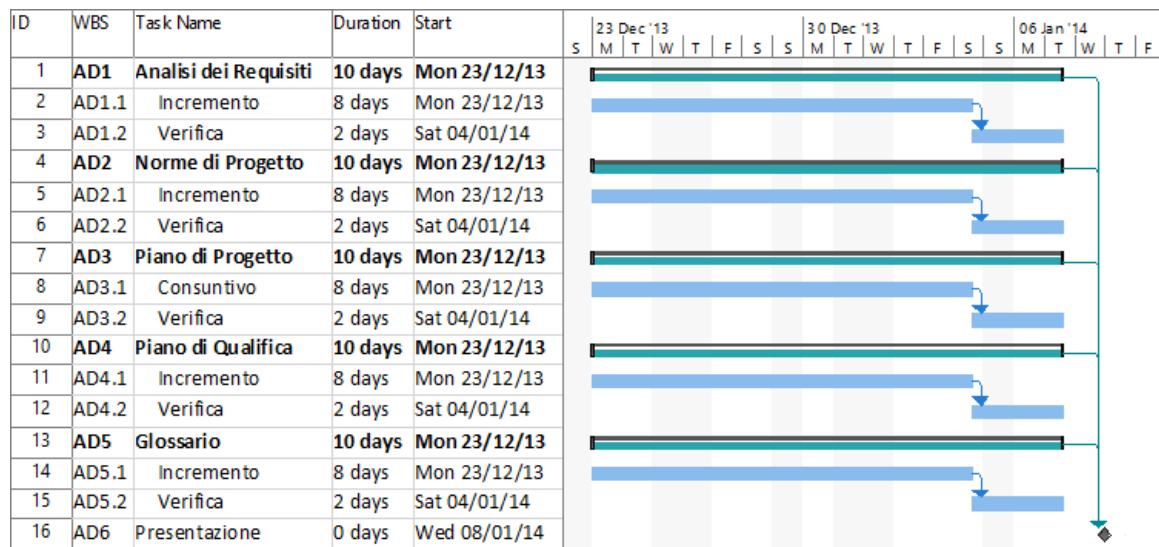 ID WBS Task Name Duration Start 23 Dec '13 30 Dec '13 06 Jan '14
S M T W T F S S M T W T F S S M T W T F
1 AD1 Analisi dei Requisiti 10 days Mon 23/12/13
2 AD1.1 Incremento 8 days Mon 23/12/13
3 AD1.2 Verifica 2 days Sat 04/01/14
4 AD2 Norme di Progetto 10 days Mon 23/12/13
5 AD2.1 Incremento 8 days Mon 23/12/13
6 AD2.2 Verifica 2 days Sat 04/01/14
7 AD3 Piano di Progetto 10 days Mon 23/12/13
8 AD3.1 Consuntivo 8 days Mon 23/12/13
9 AD3.2 Verifica 2 days Sat 04/01/14
10 AD4 Piano di Qualifica 10 days Mon 23/12/13
11 AD4.1 Incremento 8 days Mon 23/12/13
12 AD4.2 Verifica 2 days Sat 04/01/14
13 AD5 Glossario 10 days Mon 23/12/13
14 AD5.1 Incremento 8 days Mon 23/12/13
15 AD5.2 Verifica 2 days Sat 04/01/14
16 AD6 Presentazione 0 days Wed 08/01/14